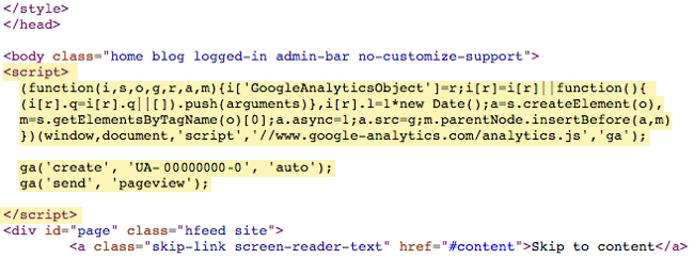 </style>
</head>
<body class="home blog logged-in admin-bar no-customize-support">
<script>
(function(i,s,o,g,r,a,m){i['GoogleAnalyticsObject']=r;i[r]=i[r]||function(){
(i[r].q=i[r].q||[]).push(arguments)},i[r].l=1*new Date();a=s.createElement(o),
m=s.getElementsByTagName(o)[0];a.async=1;a.src=g;m.parentNode.insertBefore(a,m)
})(window,document,'script','//www.google-analytics.com/analytics.js','ga');
ga('create', 'UA-00000000-0', 'auto');
ga('send', 'pageview');
</script>
<div id="page" class="hfeed site">
<a class="skip-link screen-reader-text" href="#content">Skip to content</a>